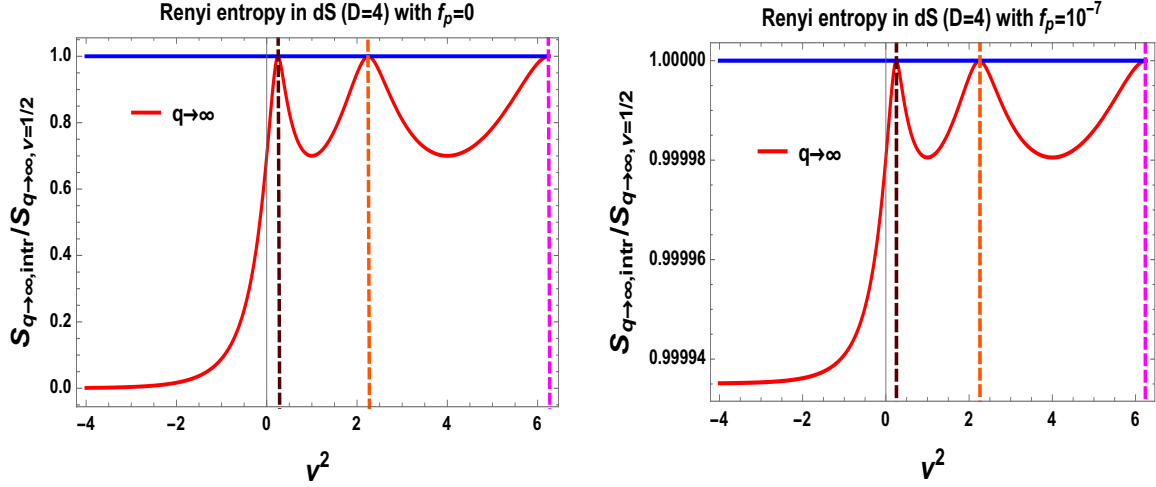 Renyi entropy in dS (D=4) with f_p=0
S_{q→∞,intr}/S_{q→∞,ν=1/2}
1.0
0.8
0.6
0.4
0.2
0.0
q→∞
−4
−2
0
2
4
6
ν²
Renyi entropy in dS (D=4) with f_p=10⁻⁷
S_{q→∞,intr}/S_{q→∞,ν=1/2}
1.00000
0.99998
0.99996
0.99994
q→∞
−4
−2
0
2
4
6
ν²